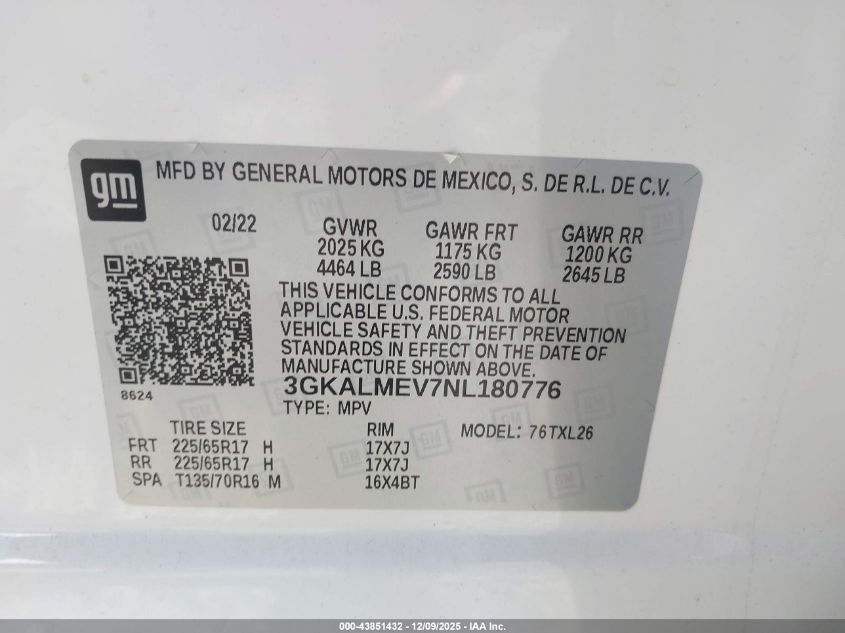 gm
MFD BY GENERAL MOTORS DE MEXICO, S. DE R.L. DE C.V.
02/22 GVWR GAWR FRT GAWR RR
2025 KG 1175 KG 1200 KG
4464 LB 2590 LB 2645 LB
THIS VEHICLE CONFORMS TO ALL
APPLICABLE U.S. FEDERAL MOTOR
VEHICLE SAFETY AND THEFT PREVENTION
STANDARDS IN EFFECT ON THE DATE OF
MANUFACTURE SHOWN ABOVE.
8624
3GKALMEV7NL180776
TYPE: MPV
TIRE SIZE RIM MODEL: 76TXL26
FRT 225/65R17 H 17X7J
RR 225/65R17 H 17X7J
SPA T135/70R16 M 16X4BT
000-43851432 - 12/09/2025 - IAA Inc.